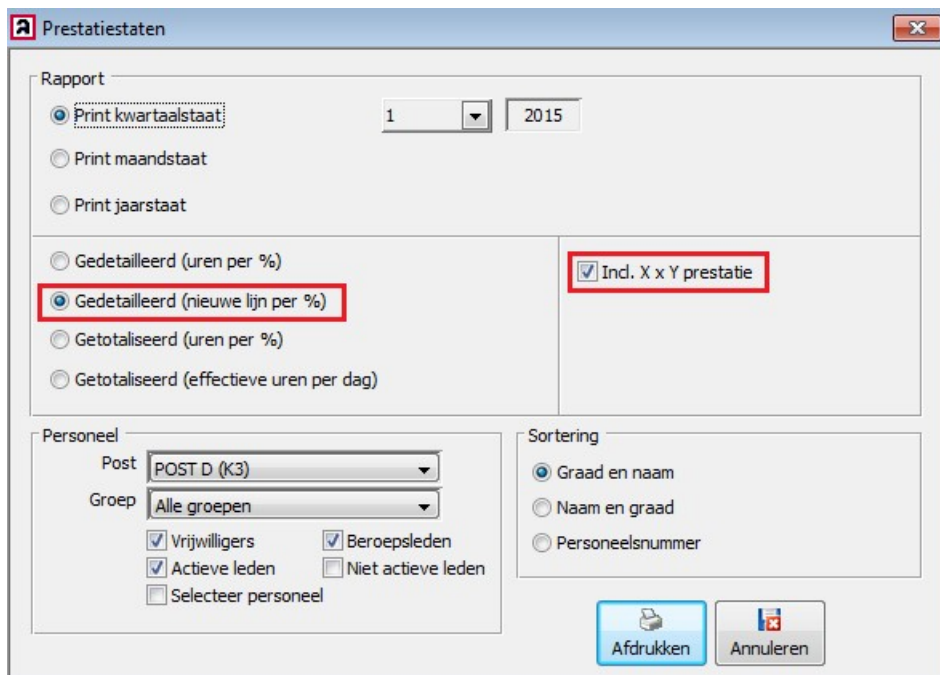 a Prestatiestaten
Rapport
Print kwartaalstaat 1 2015
Print maandstaat
Print jaarstaat
Gedetailleerd (uren per %)
Incl. X x Y prestatie
Gedetailleerd (nieuwe lijn per %)
Getotaliseerd (uren per %)
Getotaliseerd (effectieve uren per dag)
Personeel
Post POST D (K3)
Groep Alle groepen
Vrijwilligers Beroepsleden
Actieve leden Niet actieve leden
Selecteer personeel
Sortering
Graad en naam
Naam en graad
Personeelsnummer
Afdrukken Annuleren